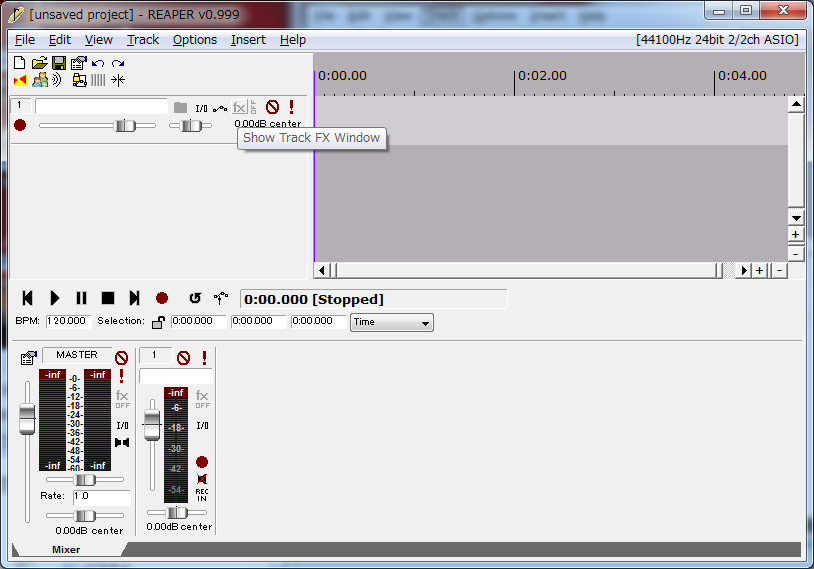 [unsaved project] - REAPER v0.999
File Edit View Track Options Insert Help [44100Hz 24bit 2/2ch ASIO]
0:00.00 0:02.00 0:04.00
1 I/O fx OFF
0.00dB center
Show Track FX Window
0:00.000 [Stopped]
BPM: 120.000 Selection: 0:00.000 0:00.000 0:00.000 Time
MASTER
-inf -inf
-0-
-6-
-12-
-18-
-24-
-30-
-36-
-42-
-48-
-54-
-60-
-inf -inf
fx
OFF
I/O
Rate: 1.0
0.00dB center
1
-inf
-6-
-18-
-30-
-42-
-54-
fx
OFF
I/O
REC
IN
0.00dB center
Mixer